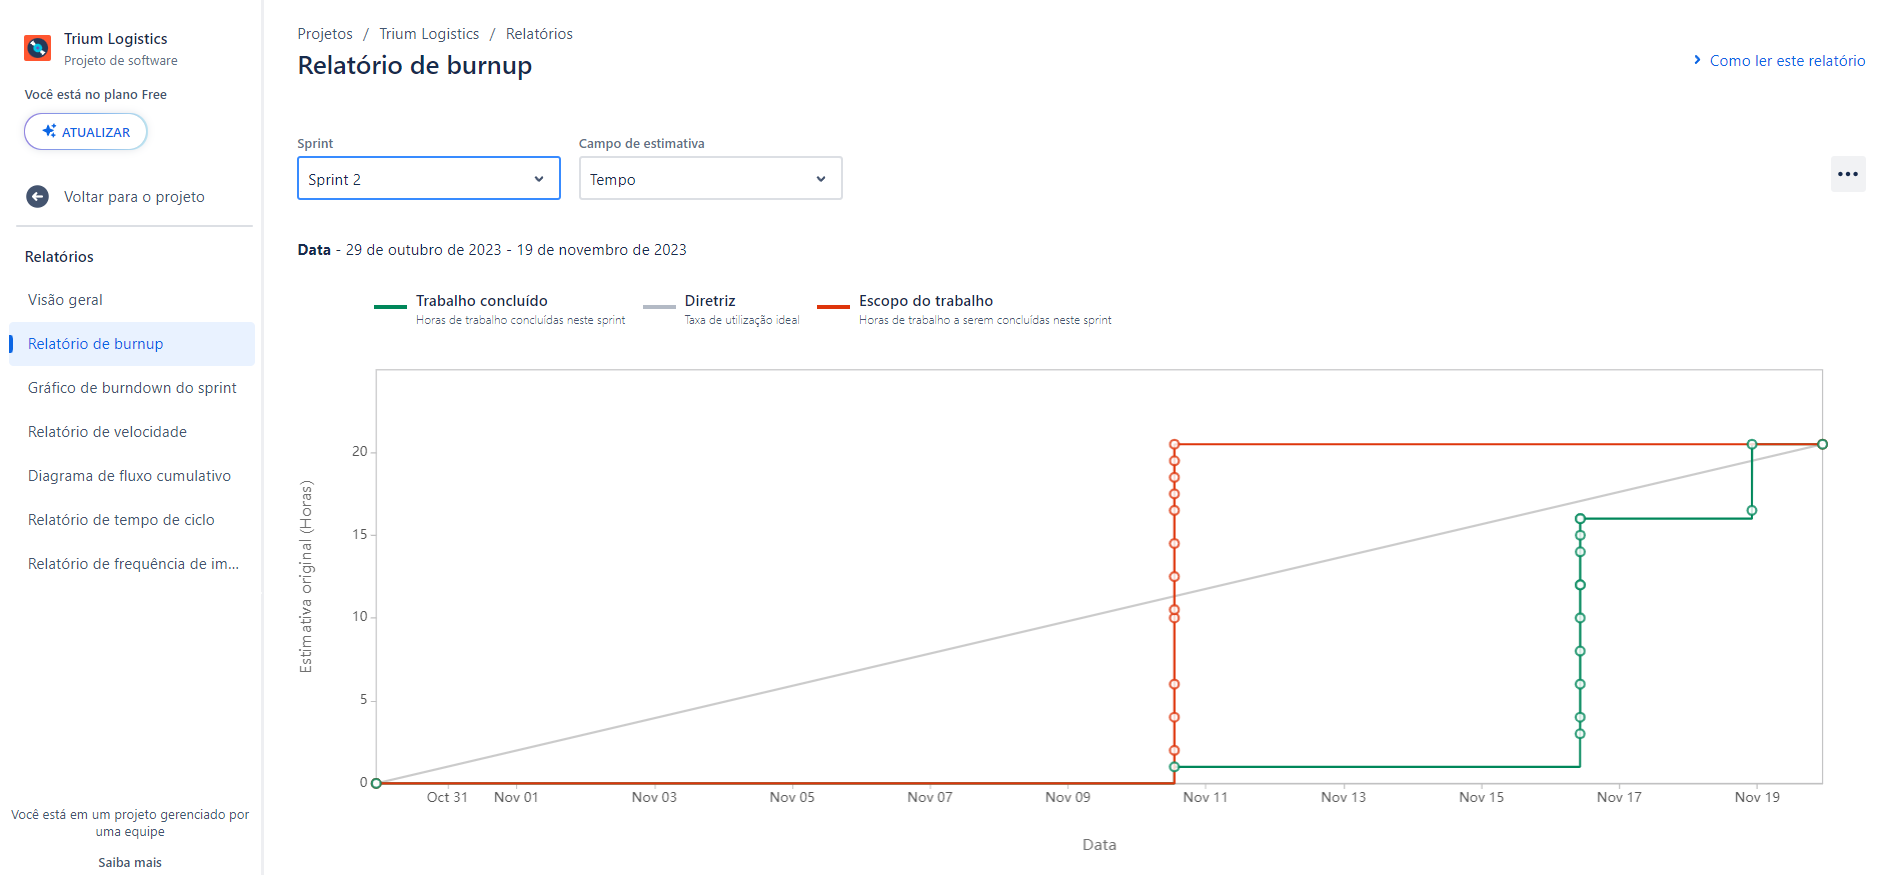 Trium Logistics
Projeto de software
Você está no plano Free
ATUALIZAR
Voltar para o projeto
Relatórios
Visão geral
Relatório de burnup
Gráfico de burndown do sprint
Relatório de velocidade
Diagrama de fluxo cumulativo
Relatório de tempo de ciclo
Relatório de frequência de im...
Você está em um projeto gerenciado por
uma equipe
Saiba mais
Projetos / Trium Logistics / Relatórios
Relatório de burnup
Como ler este relatório
Sprint
Sprint 2
Campo de estimativa
Tempo
Data - 29 de outubro de 2023 - 19 de novembro de 2023
Trabalho concluído
Horas de trabalho concluídas neste sprint
Diretriz
Taxa de utilização ideal
Escopo do trabalho
Horas de trabalho a serem concluídas neste sprint
Estimativa original (Horas)
20
15
10
5
0
Oct 31 Nov 01 Nov 03 Nov 05 Nov 07 Nov 09 Nov 11 Nov 13 Nov 15 Nov 17 Nov 19
Data